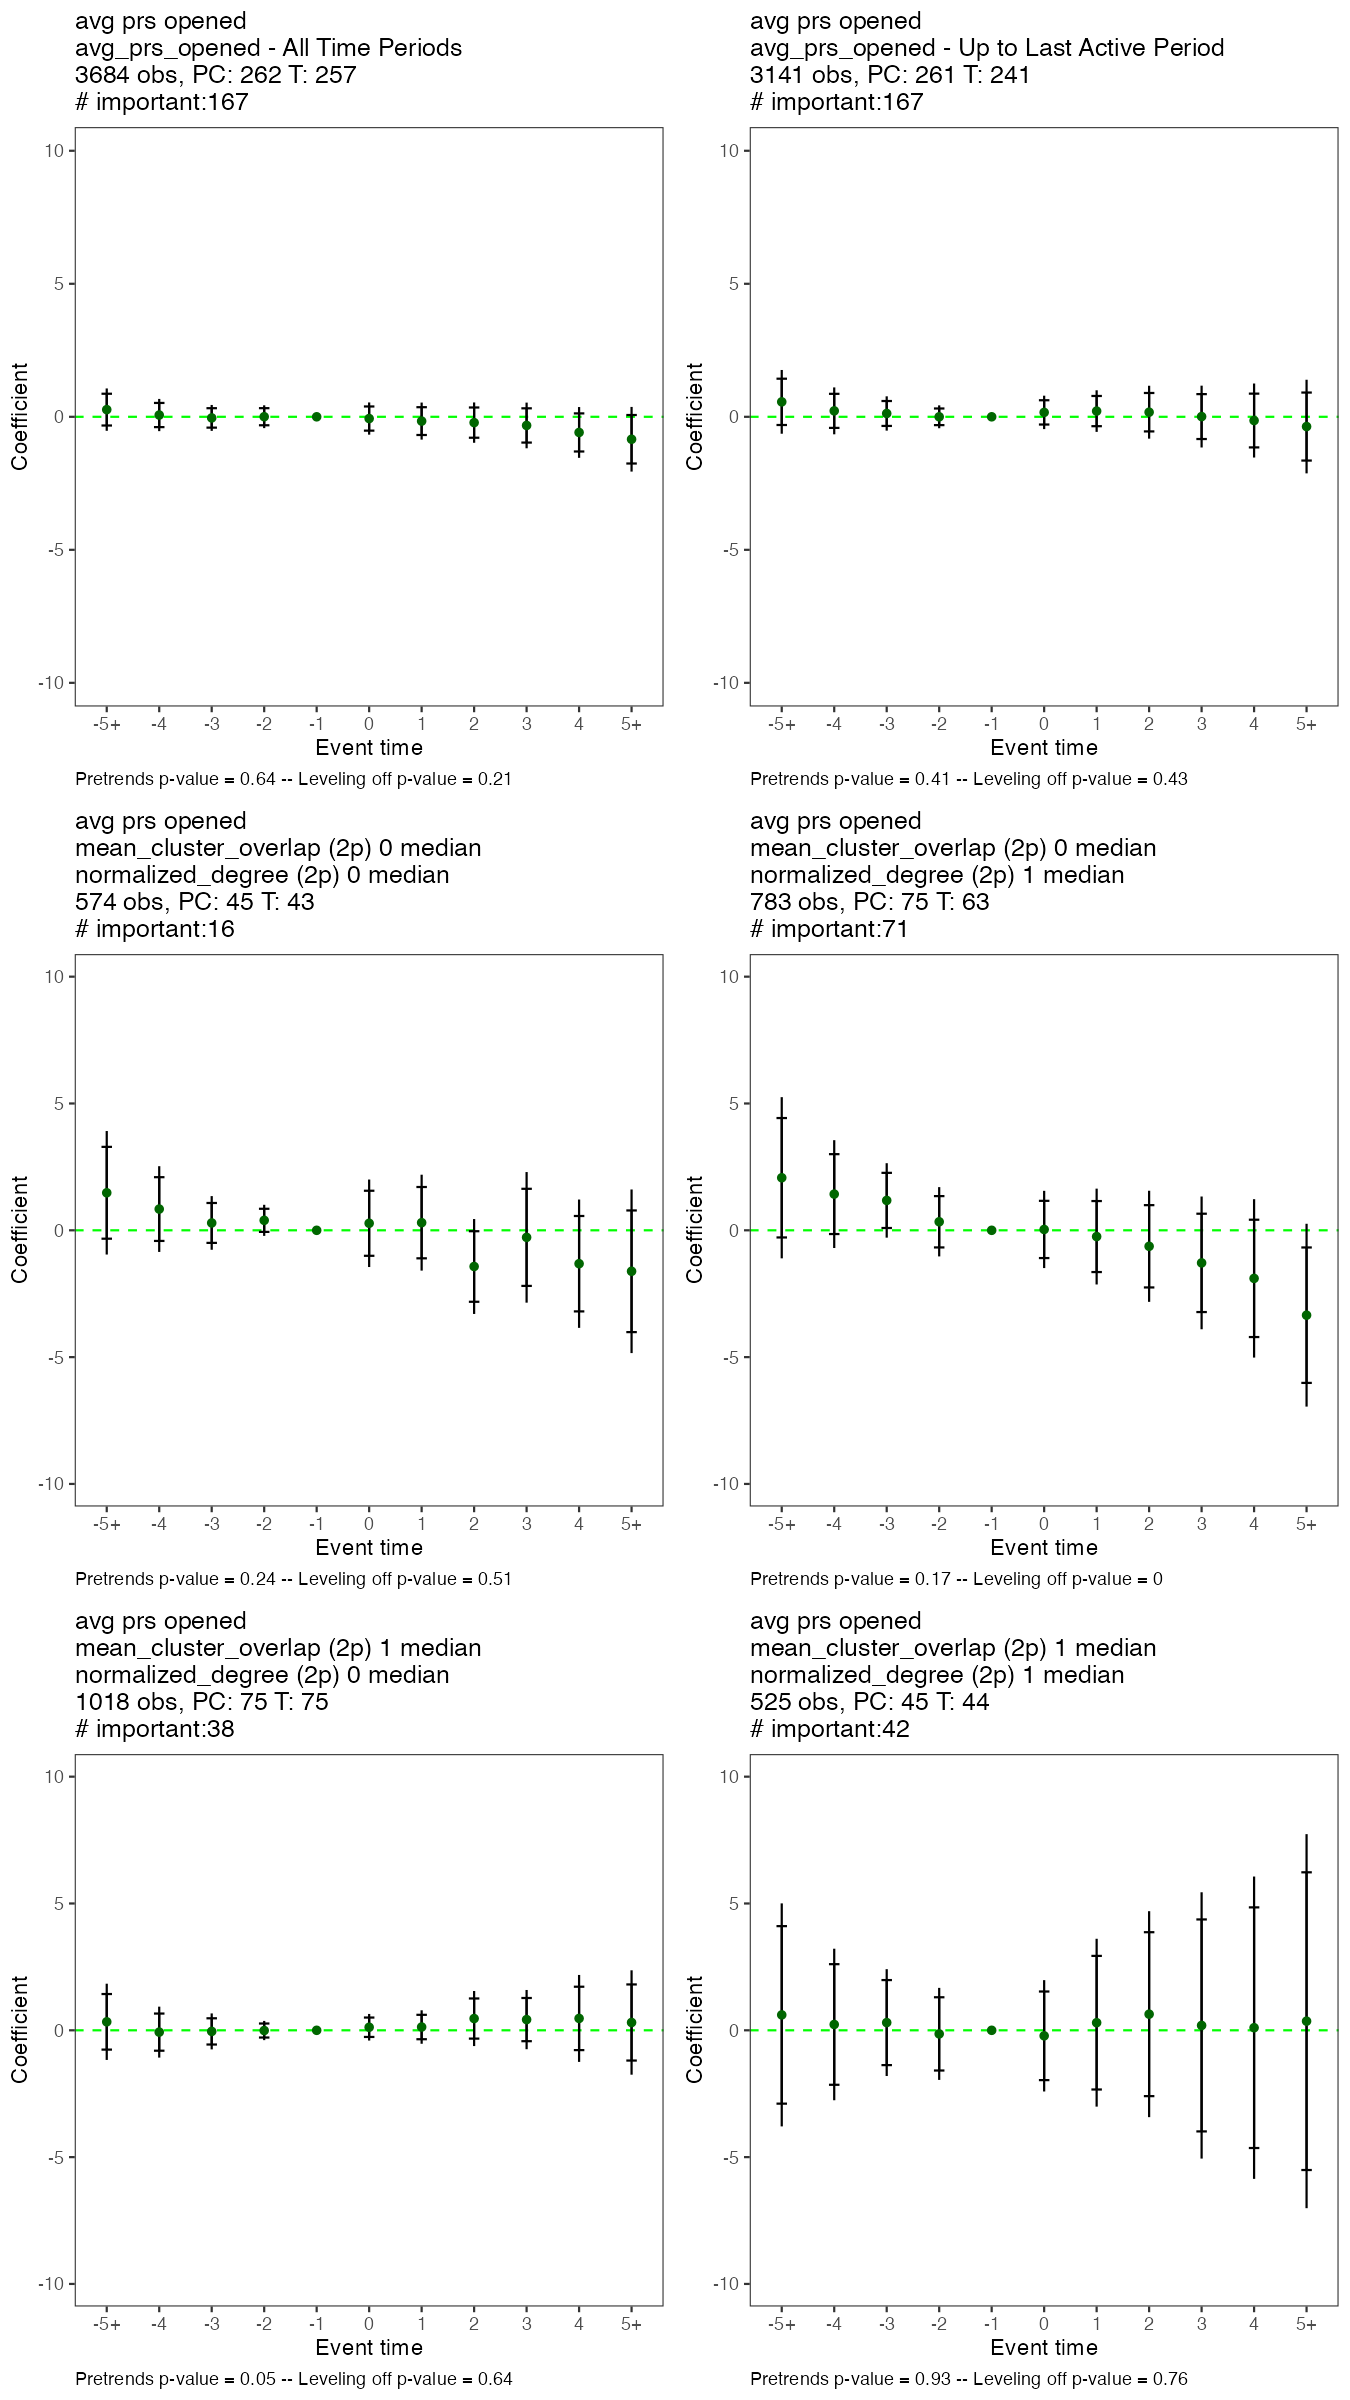 avg prs opened
avg_prs_opened - All Time Periods
3684 obs, PC: 262 T: 257
# important:167
10
5
0
-5
-10
Coefficient
-5+ -4 -3 -2 -1 0 1 2 3 4 5+
Event time
Pretrends p-value = 0.64 -- Leveling off p-value = 0.21
avg prs opened
avg_prs_opened - Up to Last Active Period
3141 obs, PC: 261 T: 241
# important:167
10
5
0
-5
-10
Coefficient
-5+ -4 -3 -2 -1 0 1 2 3 4 5+
Event time
Pretrends p-value = 0.41 -- Leveling off p-value = 0.43
avg prs opened
mean_cluster_overlap (2p) 0 median
normalized_degree (2p) 0 median
574 obs, PC: 45 T: 43
# important:16
10
5
0
-5
-10
Coefficient
-5+ -4 -3 -2 -1 0 1 2 3 4 5+
Event time
Pretrends p-value = 0.24 -- Leveling off p-value = 0.51
avg prs opened
mean_cluster_overlap (2p) 0 median
normalized_degree (2p) 1 median
783 obs, PC: 75 T: 63
# important:71
10
5
0
-5
-10
Coefficient
-5+ -4 -3 -2 -1 0 1 2 3 4 5+
Event time
Pretrends p-value = 0.17 -- Leveling off p-value = 0
avg prs opened
mean_cluster_overlap (2p) 1 median
normalized_degree (2p) 0 median
1018 obs, PC: 75 T: 75
# important:38
10
5
0
-5
-10
Coefficient
-5+ -4 -3 -2 -1 0 1 2 3 4 5+
Event time
Pretrends p-value = 0.05 -- Leveling off p-value = 0.64
avg prs opened
mean_cluster_overlap (2p) 1 median
normalized_degree (2p) 1 median
525 obs, PC: 45 T: 44
# important:42
10
5
0
-5
-10
Coefficient
-5+ -4 -3 -2 -1 0 1 2 3 4 5+
Event time
Pretrends p-value = 0.93 -- Leveling off p-value = 0.76